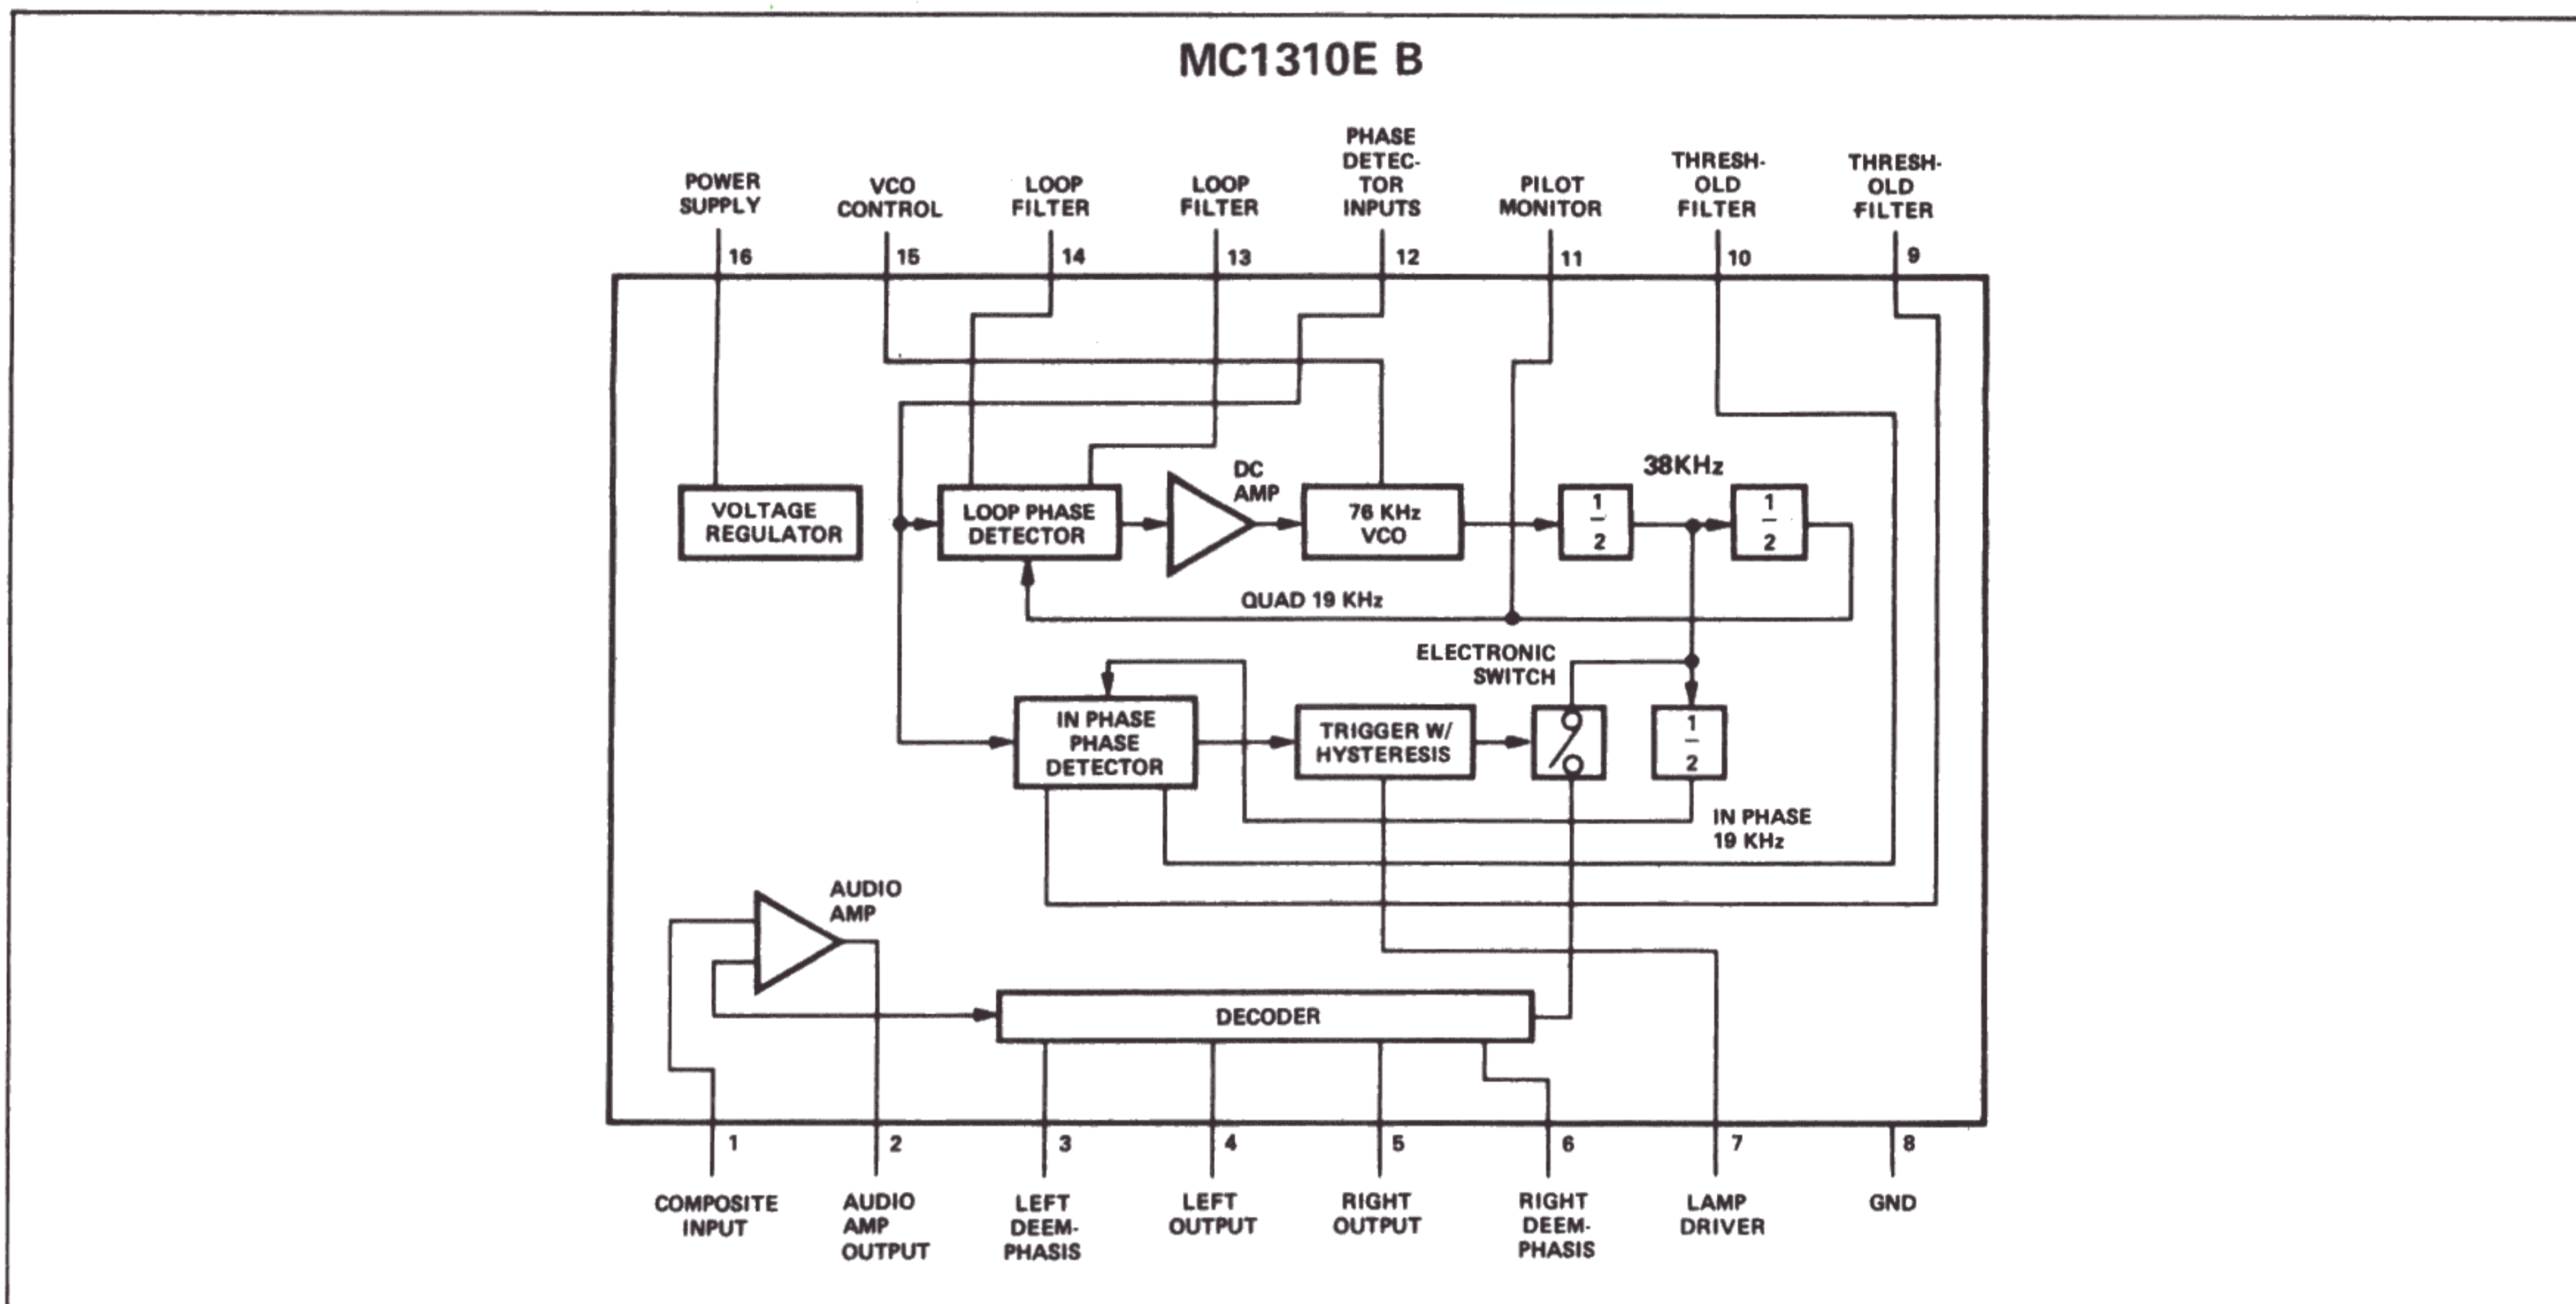 MC1310E B
POWER
SUPPLY
VCO
CONTROL
LOOP
FILTER
LOOP
FILTER
PHASE
DETEC-
TOR
INPUTS
PILOT
MONITOR
THRESH-
OLD
FILTER
THRESH-
OLD
FILTER
16
15
14
13
12
11
10
9
VOLTAGE
REGULATOR
LOOP PHASE
DETECTOR
DC
AMP
76 KHz
VCO
1
2
38KHz
1
2
QUAD 19 KHz
ELECTRONIC
SWITCH
IN PHASE
PHASE
DETECTOR
TRIGGER W/
HYSTERESIS
1
2
IN PHASE
19 KHz
AUDIO
AMP
DECODER
1
2
3
4
5
6
7
8
COMPOSITE
INPUT
AUDIO
AMP
OUTPUT
LEFT
DEEM-
PHASIS
LEFT
OUTPUT
RIGHT
OUTPUT
RIGHT
DEEM-
PHASIS
LAMP
DRIVER
GND